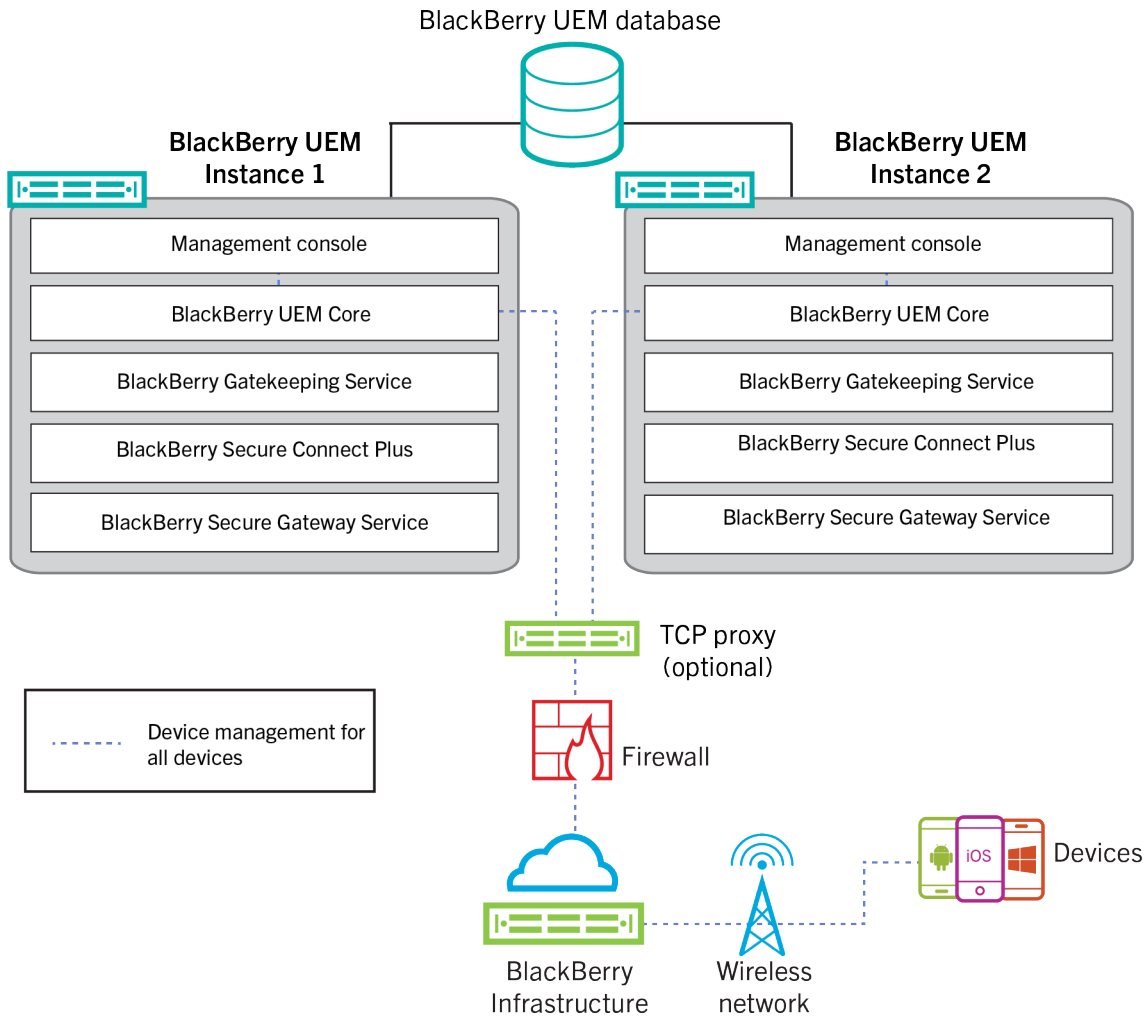 BlackBerry UEM database
BlackBerry UEM
Instance 1
BlackBerry UEM
Instance 2
Management console
BlackBerry UEM Core
BlackBerry Gatekeeping Service
BlackBerry Secure Connect Plus
BlackBerry Secure Gateway Service
Management console
BlackBerry UEM Core
BlackBerry Gatekeeping Service
BlackBerry Secure Connect Plus
BlackBerry Secure Gateway Service
TCP proxy
(optional)
Device management for
all devices
Firewall
iOS
Devices
BlackBerry
Infrastructure
Wireless
network